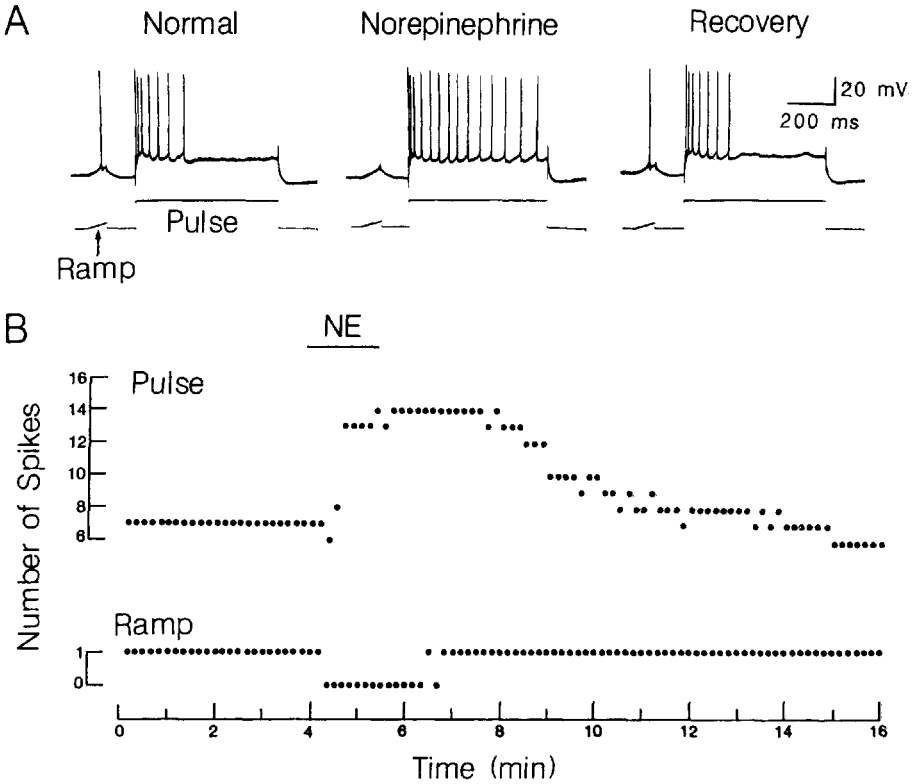 A
Normal
Norepinephrine
Recovery
20 mV
200 ms
Pulse
Ramp
B
NE
Pulse
Number of Spikes
16
14
12
10
8
6
Ramp
1
0
0 2 4 6 8 10 12 14 16
Time (min)